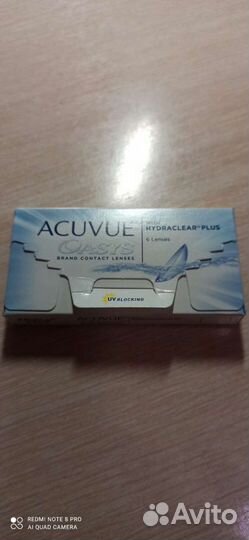 ACUVUE
OASYS
BRAND CONTACT LENSES
WITH
HYDRACLEAR® PLUS
6 Lenses
UV BLOCKING
ACUVUE
REDMI NOTE 8 PRO
AI QUAD CAMERA
Avito